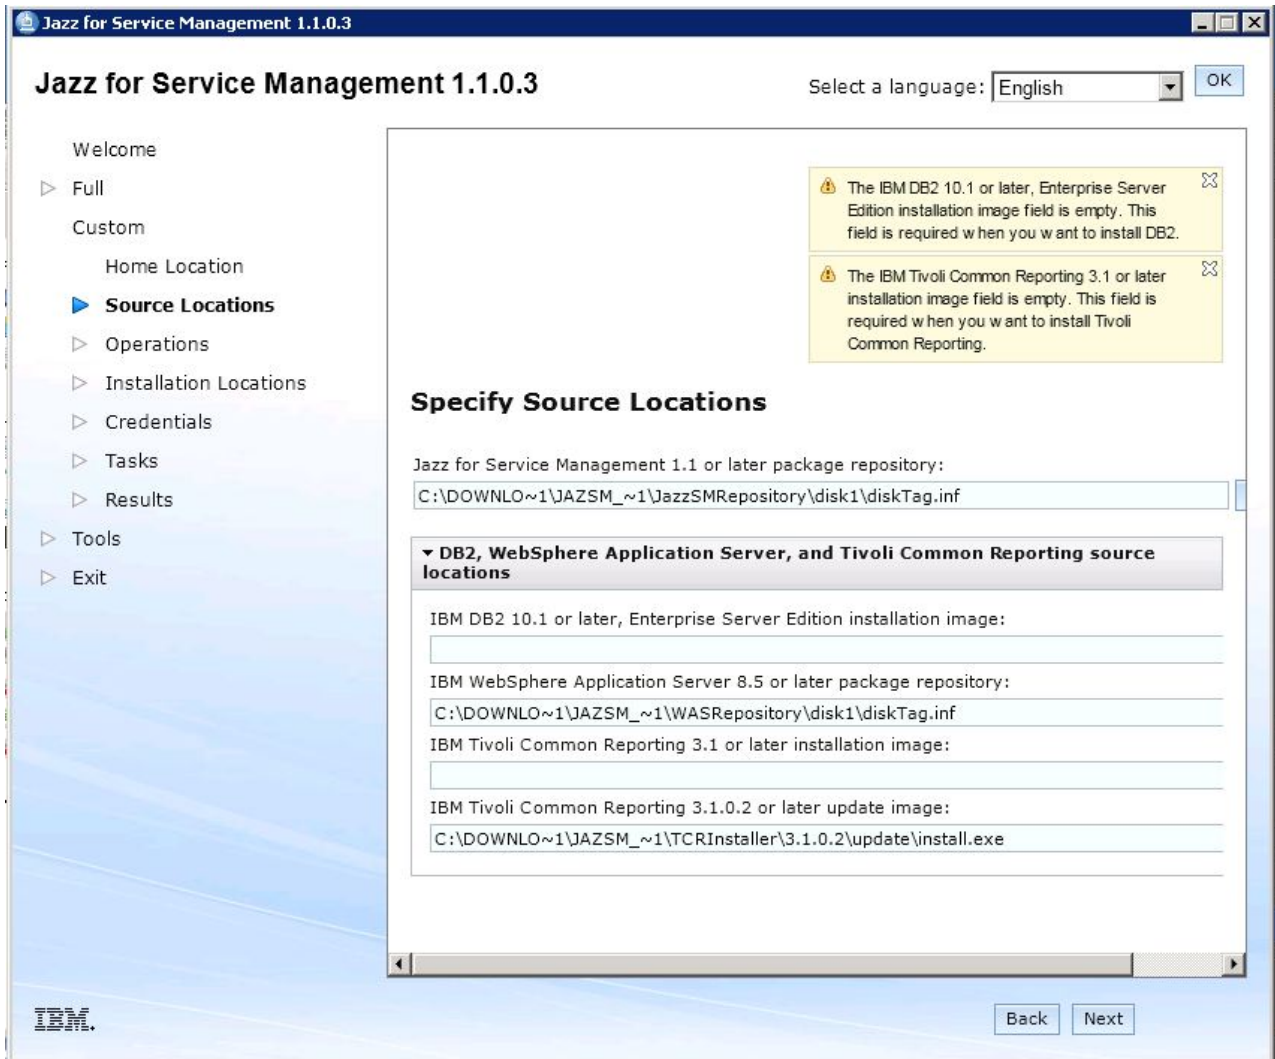 Jazz for Service Management 1.1.0.3
Jazz for Service Management 1.1.0.3
Select a language: English
OK
Welcome
Full
Custom
Home Location
Source Locations
Operations
Installation Locations
Credentials
Tasks
Results
Tools
Exit
The IBM DB2 10.1 or later, Enterprise Server
Edition installation image field is empty. This
field is required when you want to install DB2.
The IBM Tivoli Common Reporting 3.1 or later
installation image field is empty. This field is
required when you want to install Tivoli
Common Reporting.
Specify Source Locations
Jazz for Service Management 1.1 or later package repository:
C:\DOWNLO~1\JAZSM_~1\JazzSMRepository\disk1\diskTag.inf
DB2, WebSphere Application Server, and Tivoli Common Reporting source
locations
IBM DB2 10.1 or later, Enterprise Server Edition installation image:
IBM WebSphere Application Server 8.5 or later package repository:
C:\DOWNLO~1\JAZSM_~1\WASRepository\disk1\diskTag.inf
IBM Tivoli Common Reporting 3.1 or later installation image:
IBM Tivoli Common Reporting 3.1.0.2 or later update image:
C:\DOWNLO~1\JAZSM_~1\TCRInstaller\3.1.0.2\update\install.exe
IBM.
Back
Next